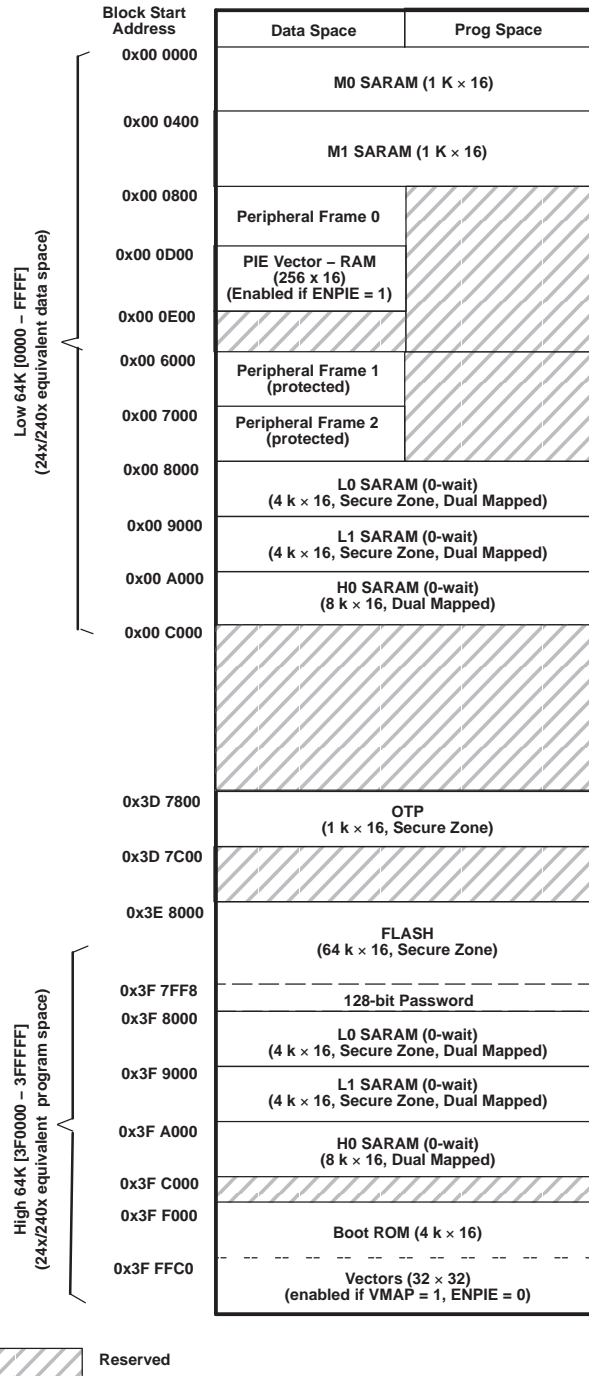 Block Start
Address
Data Space
Prog Space
0x00 0000
M0 SARAM (1 K × 16)
0x00 0400
M1 SARAM (1 K × 16)
0x00 0800
Peripheral Frame 0
0x00 0D00
PIE Vector – RAM
(256 x 16)
(Enabled if ENPIE = 1)
0x00 0E00
0x00 6000
Peripheral Frame 1
(protected)
0x00 7000
Peripheral Frame 2
(protected)
0x00 8000
L0 SARAM (0-wait)
(4 k × 16, Secure Zone, Dual Mapped)
0x00 9000
L1 SARAM (0-wait)
(4 k × 16, Secure Zone, Dual Mapped)
0x00 A000
H0 SARAM (0-wait)
(8 k × 16, Dual Mapped)
0x00 C000
Low 64K [0000 – FFFF]
(24x/240x equivalent data space)
0x3D 7800
OTP
(1 k × 16, Secure Zone)
0x3D 7C00
0x3E 8000
FLASH
(64 k × 16, Secure Zone)
0x3F 7FF8
128-bit Password
0x3F 8000
L0 SARAM (0-wait)
(4 k × 16, Secure Zone, Dual Mapped)
0x3F 9000
L1 SARAM (0-wait)
(4 k × 16, Secure Zone, Dual Mapped)
0x3F A000
H0 SARAM (0-wait)
(8 k × 16, Dual Mapped)
0x3F C000
0x3F F000
Boot ROM (4 k × 16)
0x3F FFC0
Vectors (32 × 32)
(enabled if VMAP = 1, ENPIE = 0)
High 64K [3F0000 – 3FFFFF]
(24x/240x equivalent program space)
Reserved